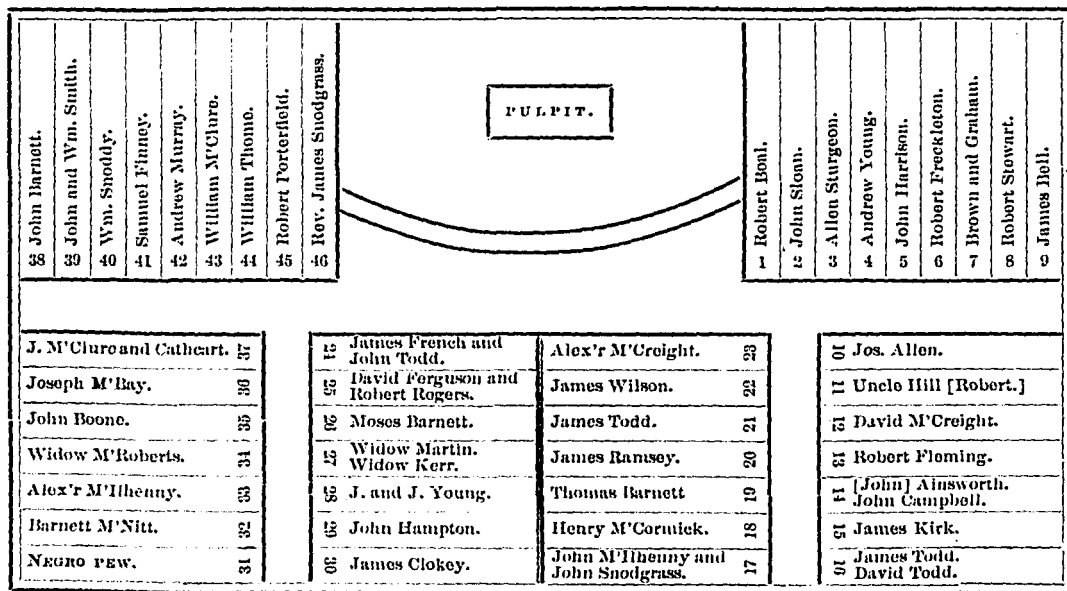 John Barnett.
38
John and Wm. Smith.
39
Wm. Snoddy.
40
Samuel Finney.
41
Andrew Murray.
42
William M'Clure.
43
William Thome.
44
Robert Porterfield.
45
Rev. James Snodgrass.
46
PULPIT.
Robert Boal.
1
John Sloan.
2
Allen Sturgeon.
3
Andrew Young.
4
John Harrison.
5
Robert Freckleton.
6
Brown and Graham.
7
Robert Stewart.
8
James Bell.
9
J. M'Clure and Cathcart. 37
Joseph M'Bay. 36
John Boone. 35
Widow M'Roberts. 34
Alex'r M'Ilhenny. 33
Barnett M'Nitt. 32
NEGRO PEW. 31
24 James French and
John Todd.
25 David Ferguson and
Robert Rogers.
26 Moses Barnett.
27 Widow Martin.
Widow Kerr.
28 J. and J. Young.
29 John Hampton.
30 James Clokey.
Alex'r M'Creight. 23
James Wilson. 22
James Todd. 21
James Ramsey. 20
Thomas Barnett 19
Henry M'Cormick. 18
John M'Ilhenny and
John Snodgrass. 17
10 Jos. Allen.
11 Uncle Hill [Robert.]
12 David M'Creight.
13 Robert Fleming.
14 [John] Ainsworth.
John Campbell.
15 James Kirk.
16 James Todd.
David Todd.